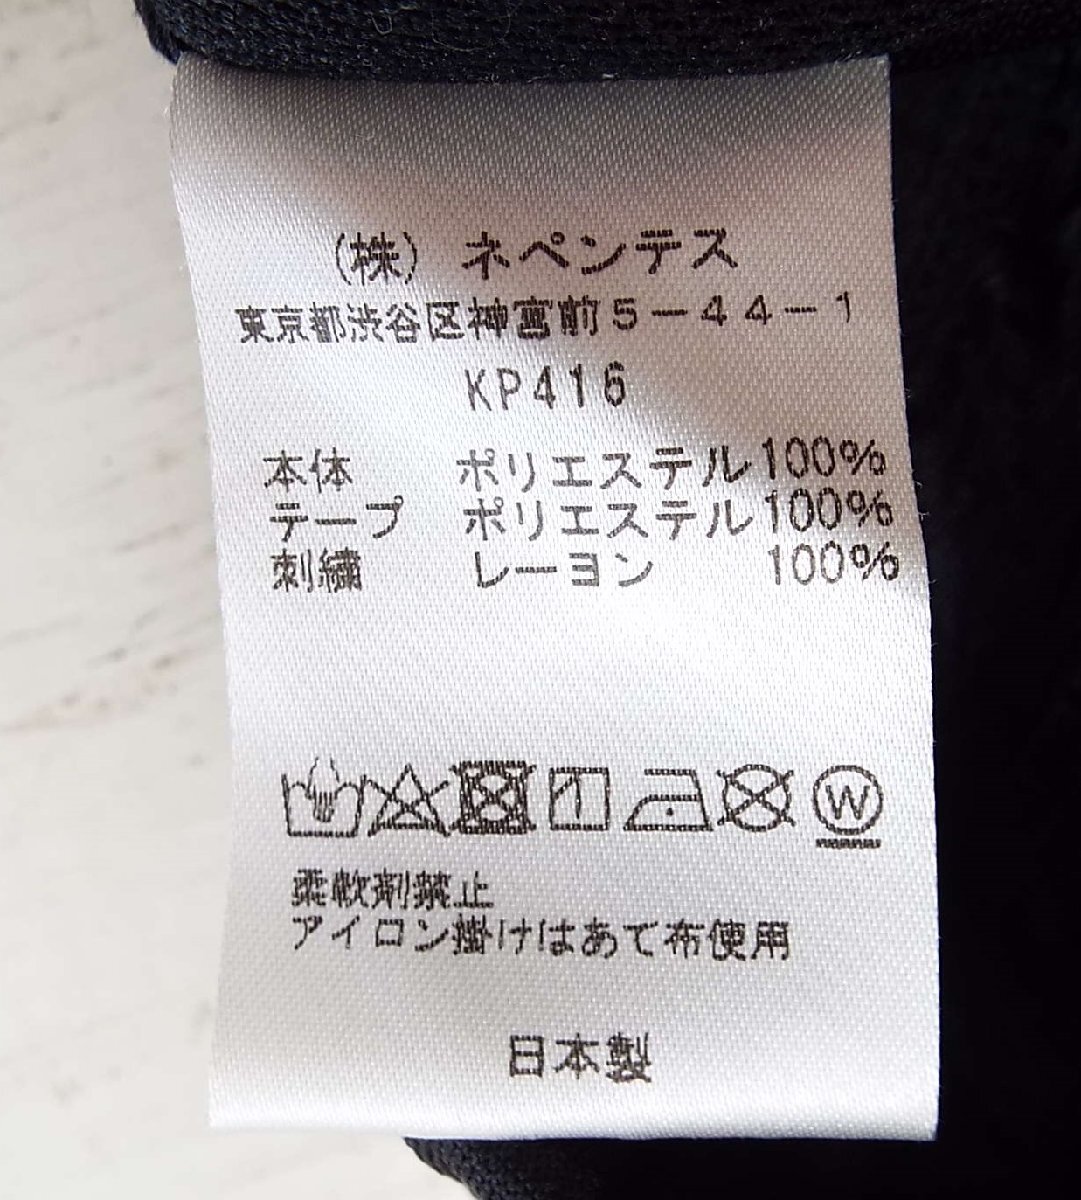 (株) ネペンテス
東京都渋谷区神宮前5－44－1
KP416
本体 ポリエステル100%
テープ ポリエステル100%
刺繍 レーヨン 100%
W
柔軟剤禁止
アイロン掛けはあて布使用
日本製